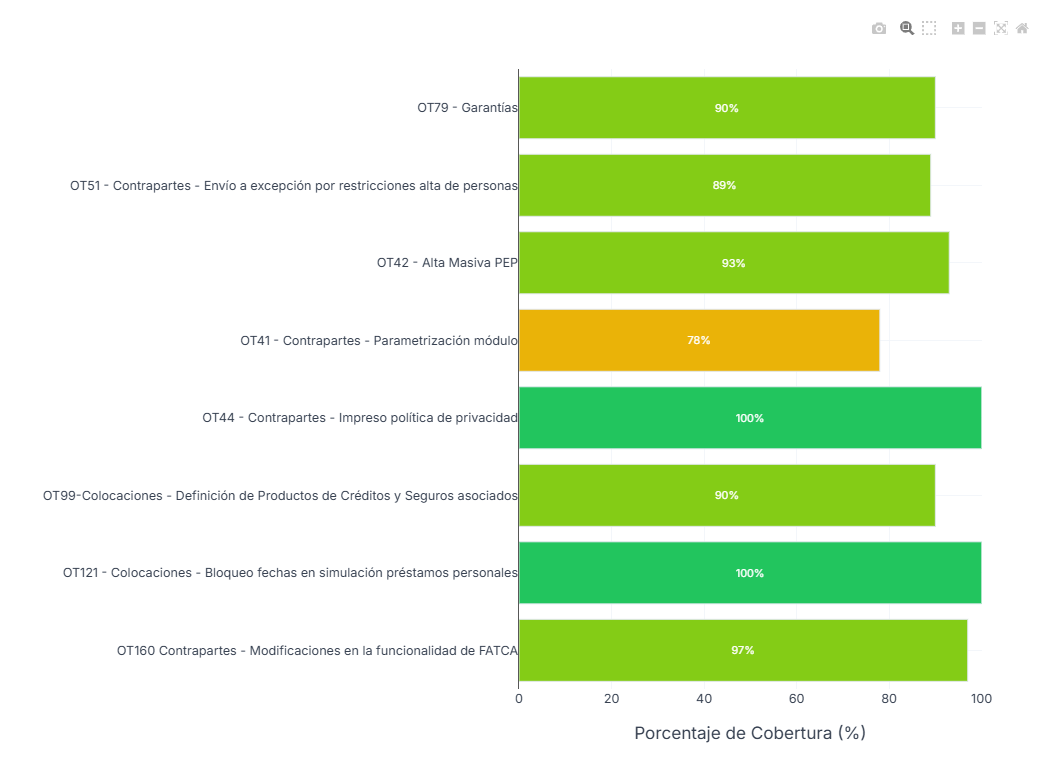 OT79 - Garantías
90%
OT51 - Contrapartes - Envío a excepción por restricciones alta de personas
89%
OT42 - Alta Masiva PEP
93%
OT41 - Contrapartes - Parametrización módulo
78%
OT44 - Contrapartes - Impreso política de privacidad
100%
OT99-Colocaciones - Definición de Productos de Créditos y Seguros asociados
90%
OT121 - Colocaciones - Bloqueo fechas en simulación préstamos personales
100%
OT160 Contrapartes - Modificaciones en la funcionalidad de FATCA
97%
0 20 40 60 80 100
Porcentaje de Cobertura (%)